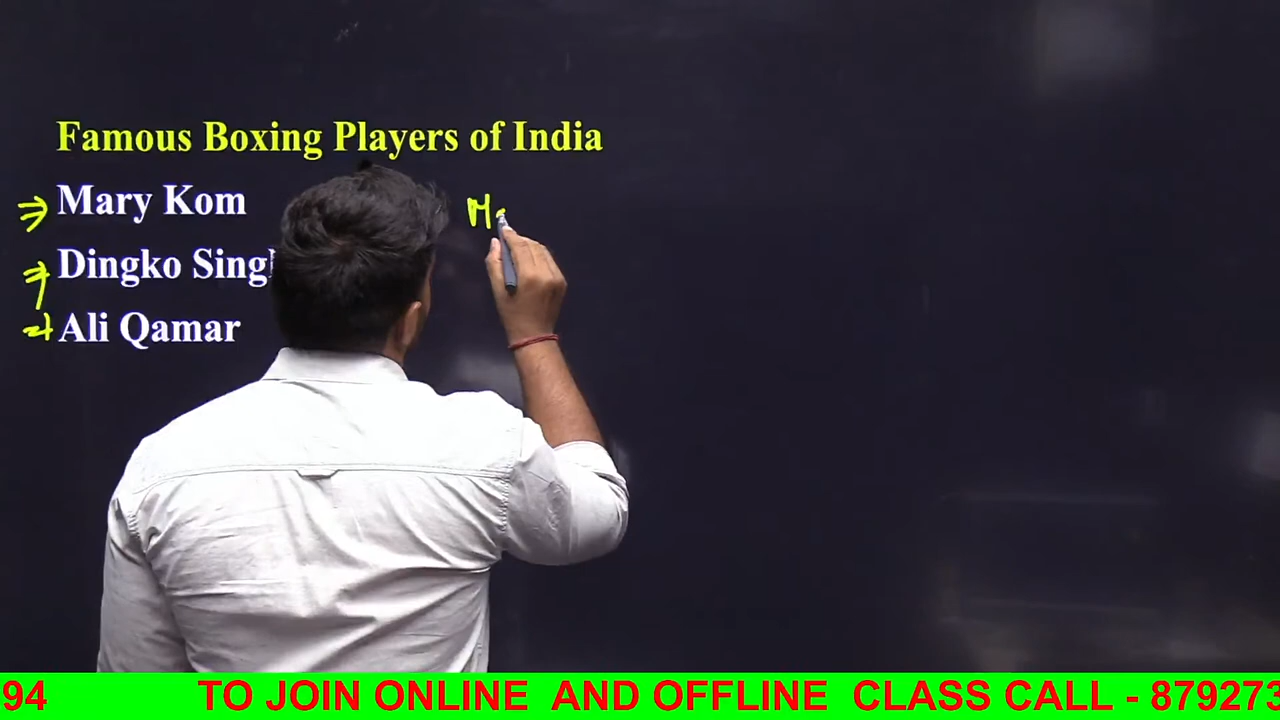 Famous Boxing Players of India
Mary Kom
Dingko Singh
Ali Qamar
94 TO JOIN ONLINE AND OFFLINE CLASS CALL - 879273